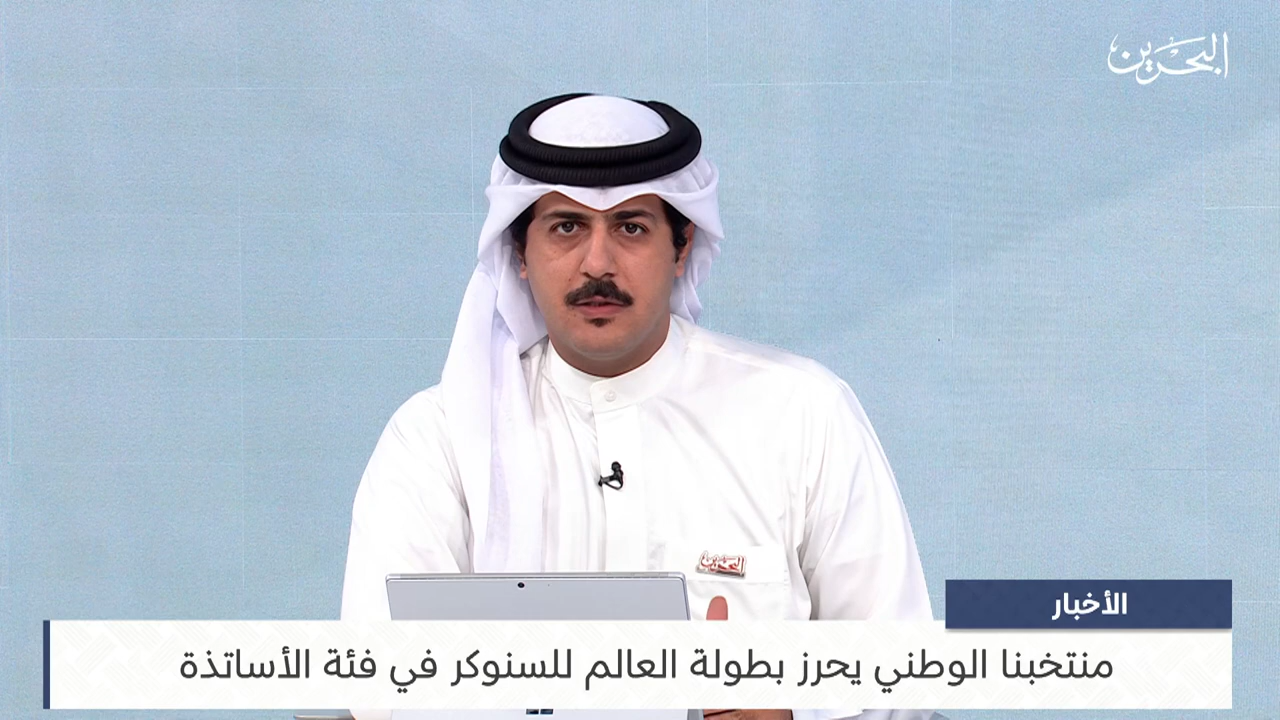 البحرين
البحرين
الأخبار
منتخبنا الوطني يحرز بطولة العالم للسنوكر في فئة الأساتذة